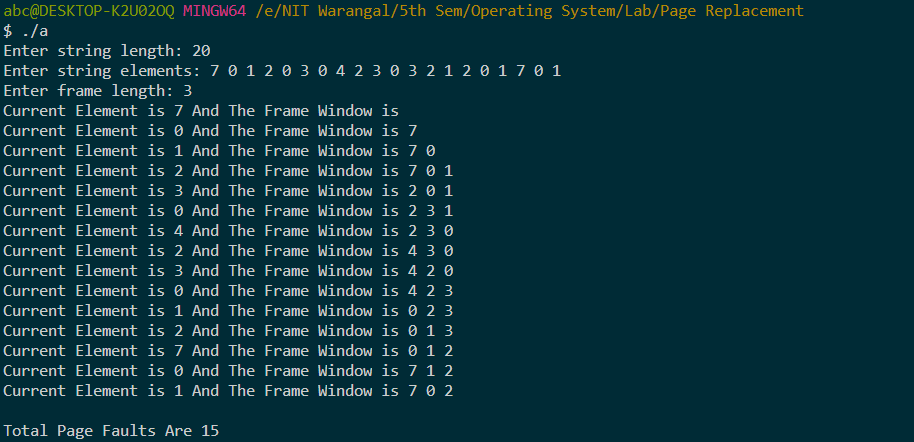 abc@DESKTOP-K2U02OQ MINGW64 /e/NIT Warangal/5th Sem/Operating System/Lab/Page Replacement
$ ./a
Enter string length: 20
Enter string elements: 7 0 1 2 0 3 0 4 2 3 0 3 2 1 2 0 1 7 0 1
Enter frame length: 3
Current Element is 7 And The Frame Window is
Current Element is 0 And The Frame Window is 7
Current Element is 1 And The Frame Window is 7 0
Current Element is 2 And The Frame Window is 7 0 1
Current Element is 3 And The Frame Window is 2 0 1
Current Element is 0 And The Frame Window is 2 3 1
Current Element is 4 And The Frame Window is 2 3 0
Current Element is 2 And The Frame Window is 4 3 0
Current Element is 3 And The Frame Window is 4 2 0
Current Element is 0 And The Frame Window is 4 2 3
Current Element is 1 And The Frame Window is 0 2 3
Current Element is 2 And The Frame Window is 0 1 3
Current Element is 7 And The Frame Window is 0 1 2
Current Element is 0 And The Frame Window is 7 1 2
Current Element is 1 And The Frame Window is 7 0 2
Total Page Faults Are 15